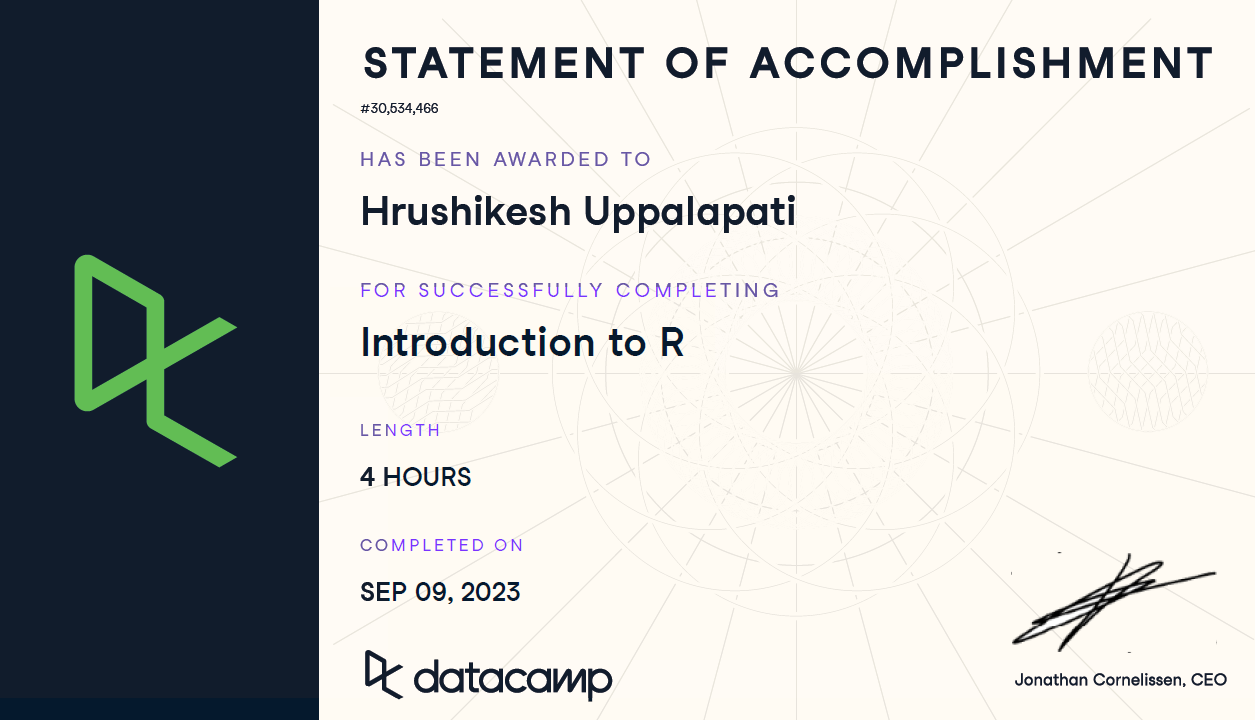 STATEMENT OF ACCOMPLISHMENT
#30,534,466
HAS BEEN AWARDED TO
Hrushikesh Uppalapati
FOR SUCCESSFULLY COMPLETING
Introduction to R
LENGTH
4 HOURS
COMPLETED ON
SEP 09, 2023
datacamp
Jonathan Cornelissen, CEO